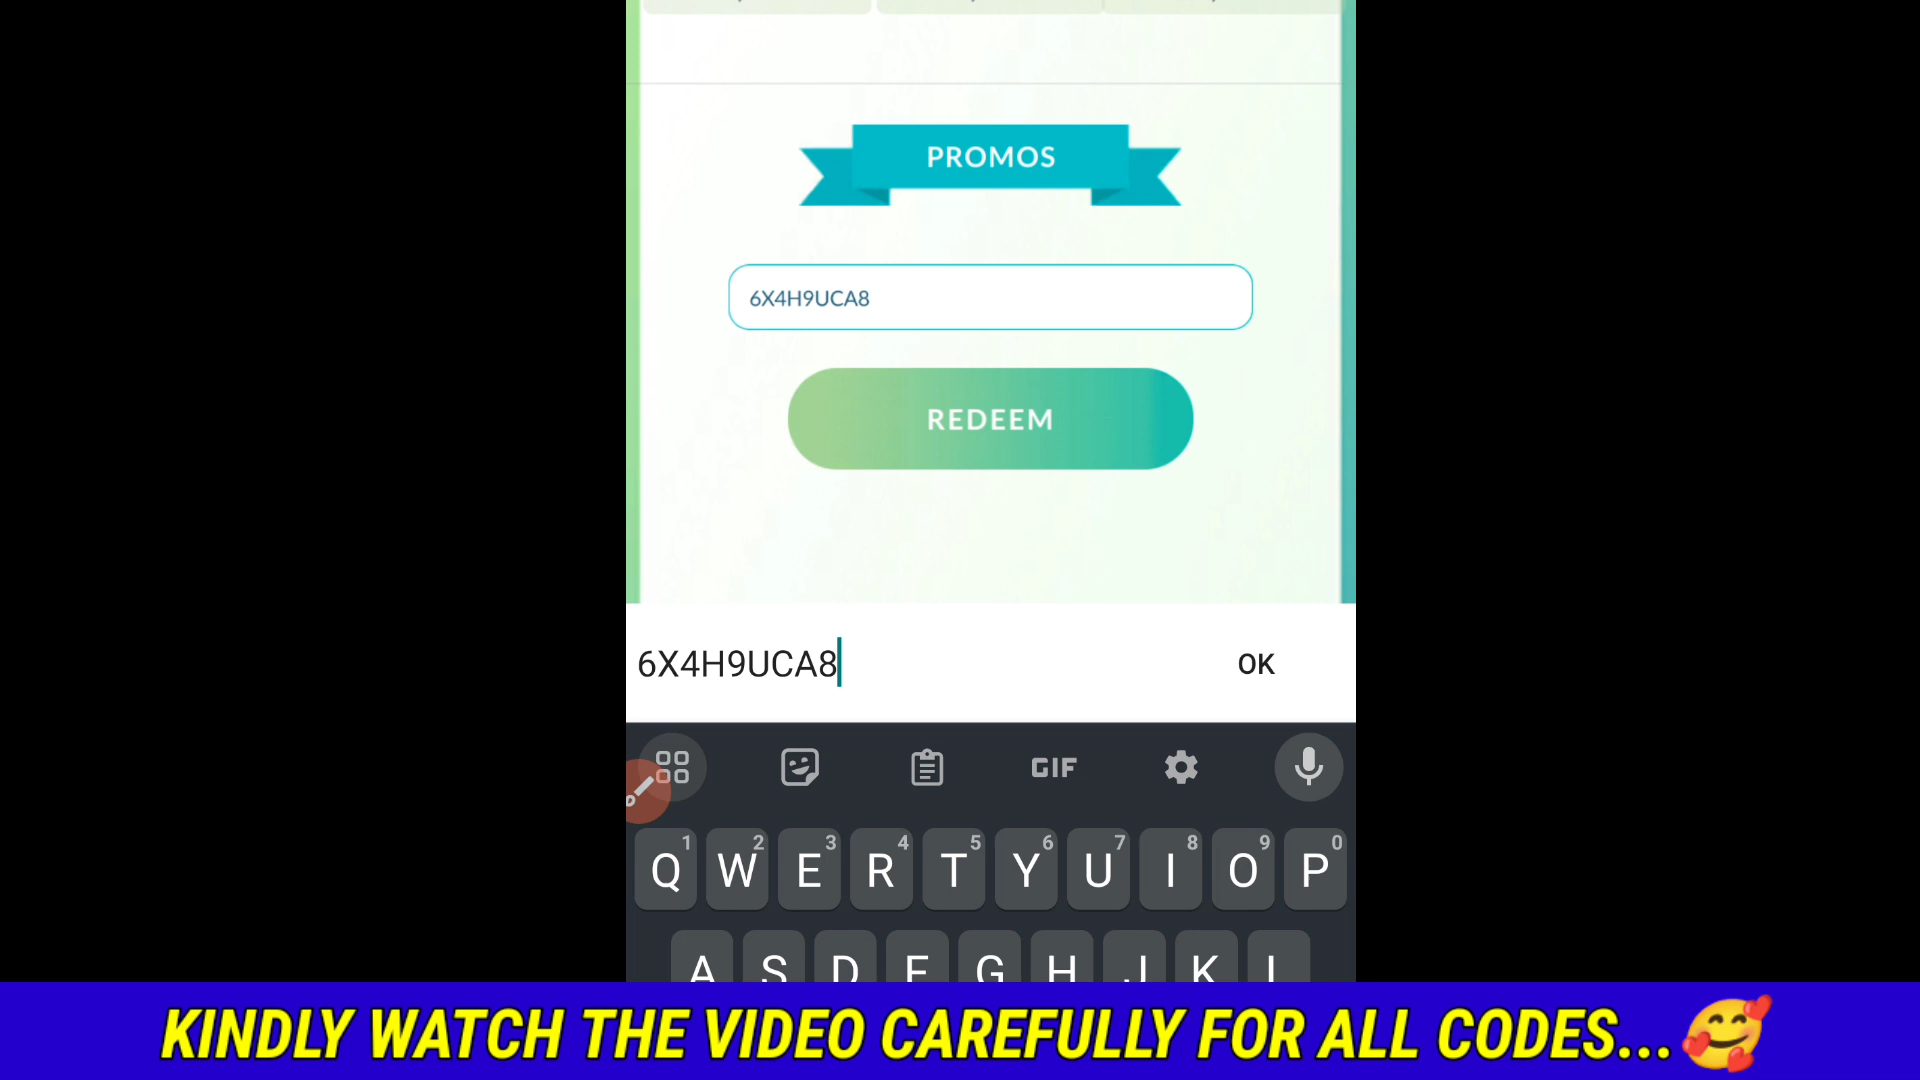 PROMOS
6X4H9UCA8
REDEEM
6X4H9UCA8 OK
GIF
1 2 3 4 5 6 7 8 9 0
Q W E R T Y U I O P
A S D F G H J K L
KINDLY WATCH THE VIDEO CAREFULLY FOR ALL CODES...